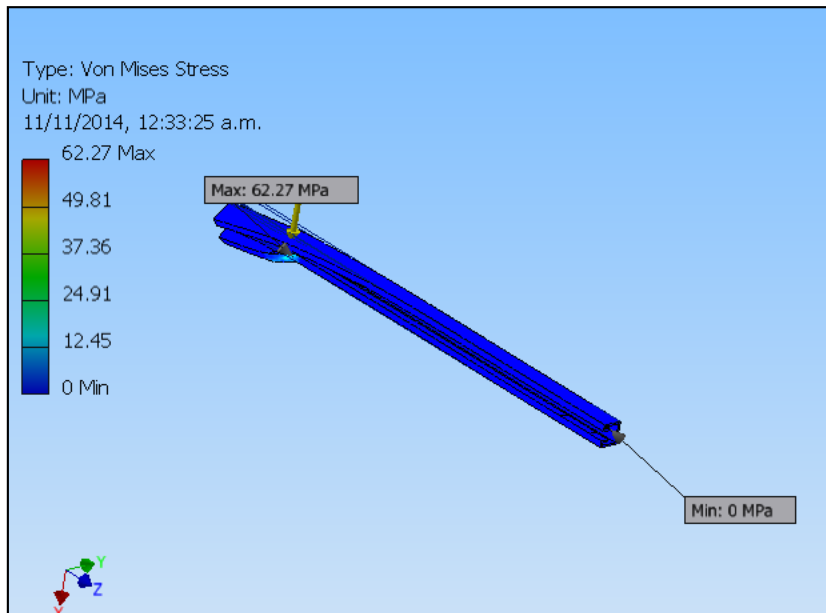 Type: Von Mises Stress
Unit: MPa
11/11/2014, 12:33:25 a.m.
62.27 Max
Max: 62.27 MPa
49.81
37.36
24.91
12.45
0 Min
Min: 0 MPa
Y
Z
X